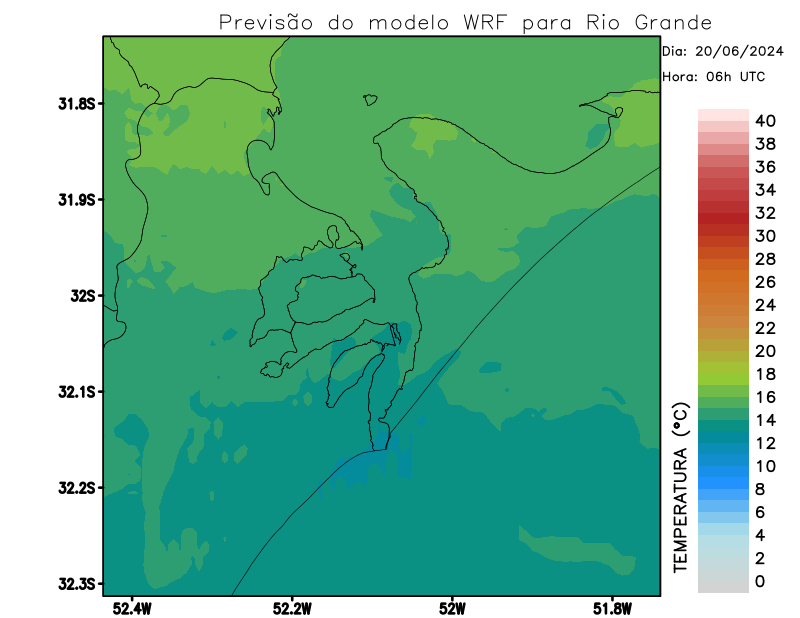 Previsão do modelo WRF para Rio Grande
Dia: 20/06/2024
Hora: 06h UTC
31.8S
31.9S
32S
32.1S
32.2S
32.3S
52.4W
52.2W
52W
51.8W
40
38
36
34
32
30
28
26
24
22
20
18
16
14
12
10
8
6
4
2
0
TEMPERATURA (°C)